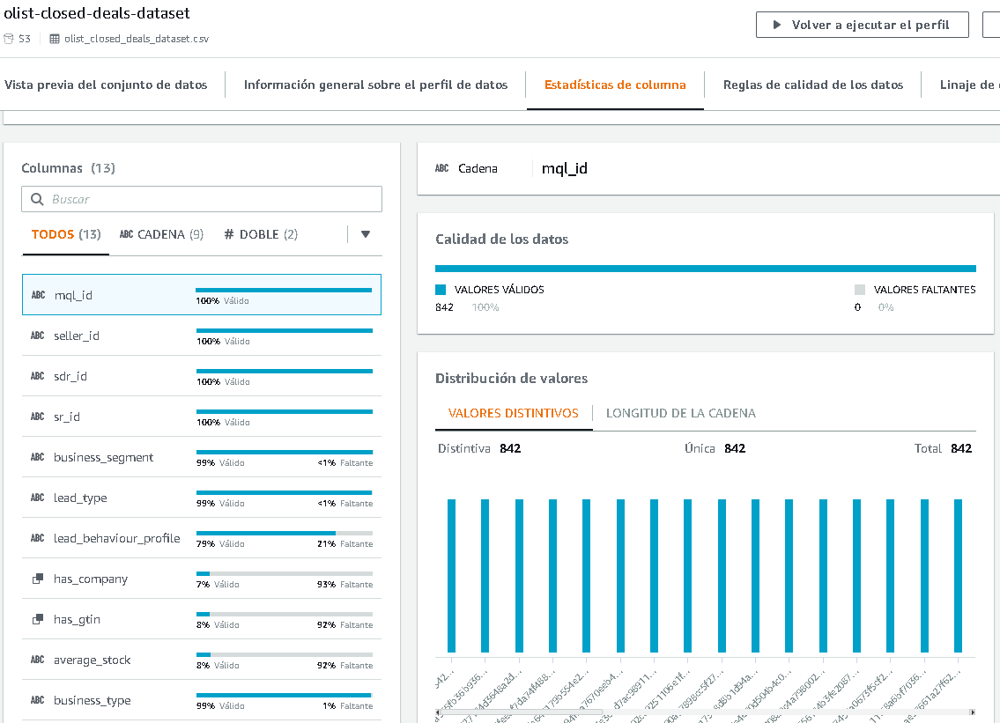 olist-closed-deals-dataset
S3 olist_closed_deals_dataset.csv
Volver a ejecutar el perfil
Vista previa del conjunto de datos
Información general sobre el perfil de datos
Estadísticas de columna
Reglas de calidad de los datos
Linaje de
Columnas (13)
Buscar
TODOS (13) ABC CADENA (9) # DOBLE (2)
ABC mql_id 100% Válido
ABC seller_id 100% Válido
ABC sdr_id 100% Válido
ABC sr_id 100% Válido
ABC business_segment 99% Válido <1% Faltante
ABC lead_type 99% Válido <1% Faltante
ABC lead_behaviour_profile 79% Válido 21% Faltante
has_company 7% Válido 93% Faltante
has_gtin 8% Válido 92% Faltante
ABC average_stock 8% Válido 92% Faltante
ABC business_type 99% Válido 1% Faltante
ABC Cadena mql_id
Calidad de los datos
VALORES VÁLIDOS VALORES FALTANTES
842 100% 0 0%
Distribución de valores
VALORES DISTINTIVOS LONGITUD DE LA CADENA
Distintiva 842 Única 842 Total 842